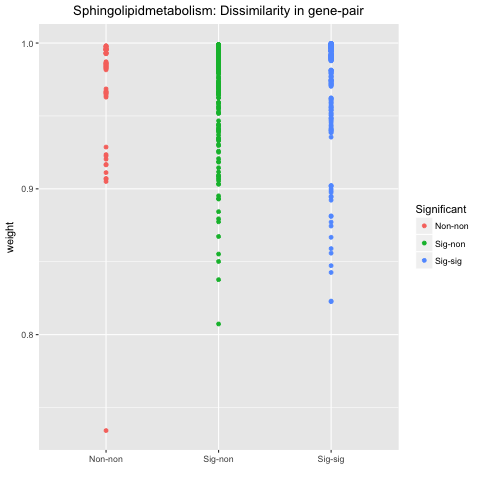 Sphingolipidmetabolism: Dissimilarity in gene-pair
1.0
0.9
0.8
weight
Non-non
Sig-non
Sig-sig
Significant
Non-non
Sig-non
Sig-sig